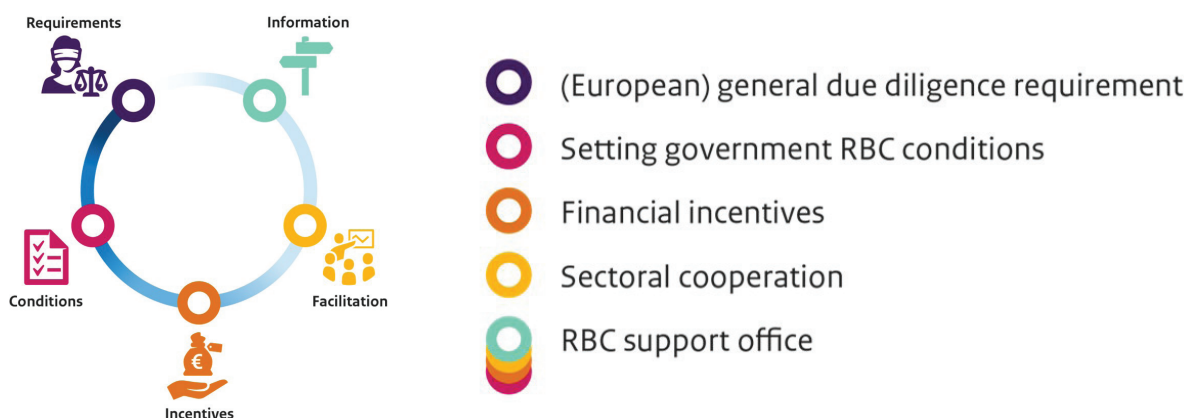 Requirements
Information
Conditions
Facilitation
€
Incentives
(European) general due diligence requirement
Setting government RBC conditions
Financial incentives
Sectoral cooperation
RBC support office